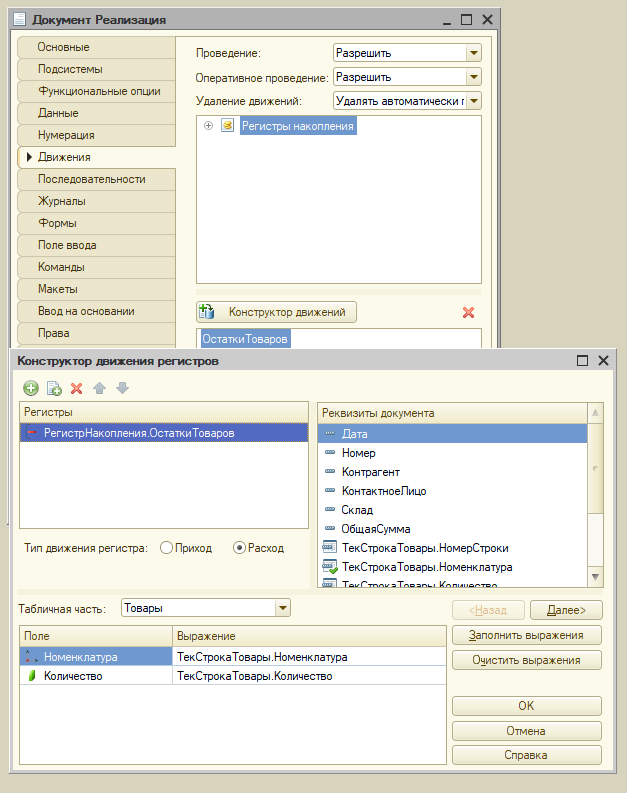 Документ Реализация
Основные
Подсистемы
Функциональные опции
Данные
Нумерация
Движения
Последовательности
Журналы
Формы
Поле ввода
Команды
Макеты
Ввод на основании
Права
Проведение: Разрешить
Оперативное проведение: Разрешить
Удаление движений: Удалять автоматически г
Регистры накопления
Конструктор движений
ОстаткиТоваров
Конструктор движения регистров
Регистры
РегистрНакопления.ОстаткиТоваров
Реквизиты документа
Дата
Номер
Контрагент
КонтактноеЛицо
Склад
ОбщаяСумма
ТекСтрокаТовары.НомерСтроки
ТекСтрокаТовары.Номенклатура
ТекСтрокаТовары.Количество
Тип движения регистра: Приход Расход
Табличная часть: Товары
<Назад Далее>
Заполнить выражения
Очистить выражения
Поле Выражение
Номенклатура ТекСтрокаТовары.Номенклатура
Количество ТекСтрокаТовары.Количество
OK
Отмена
Справка